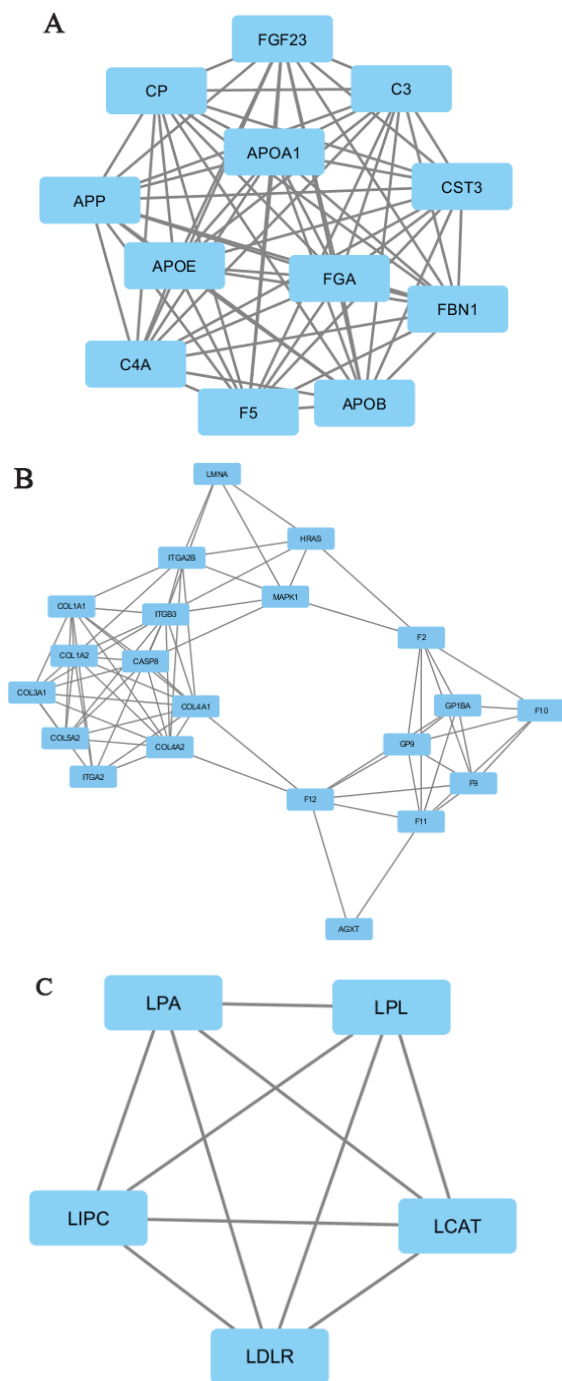 A
FGF23
CP
C3
APOA1
CST3
APP
APOE
FGA
FBN1
C4A
APOB
F5
B
LMNA
HRAS
ITGA2B
MAPK1
COL1A1
ITGB3
F2
COL1A2
CASP8
COL3A1
COL4A1
GP1BA
F10
COL5A2
COL4A2
GP9
ITGA2
F9
F12
F11
AGXT
C
LPA
LPL
LIPC
LCAT
LDLR